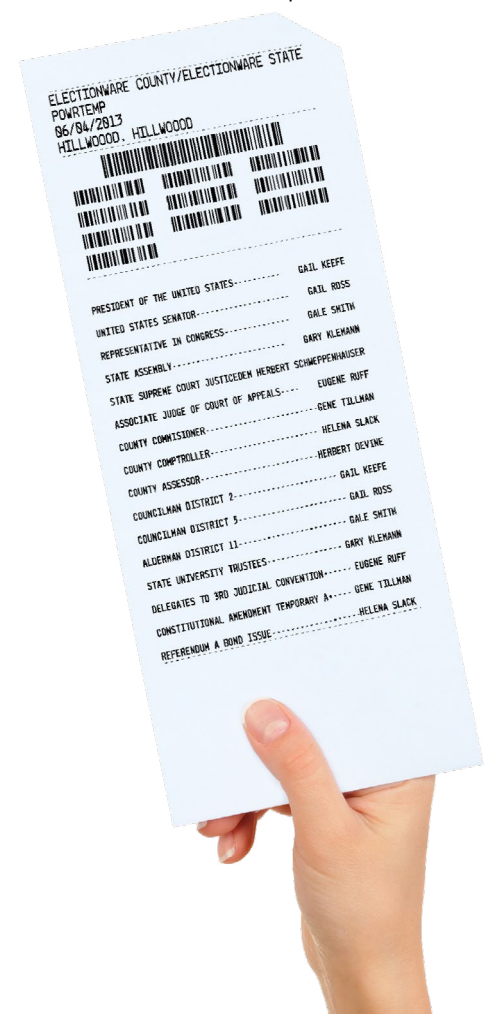 ELECTIONWARE COUNTY/ELECTIONWARE STATE
POWRTEMP
06/04/2013
HILLWOOOD, HILLWOOOD
PRESIDENT OF THE UNITED STATES---------- GAIL KEEFE
UNITED STATES SENATOR-------------------- GAIL ROSS
REPRESENTATIVE IN CONGRESS-------------- GALE SMITH
STATE ASSEMBLY------------------------- GARY KLEMANN
STATE SUPREME COURT JUSTICEDEM HERBERT SCHWEPPENHAUSER
ASSOCIATE JUDGE OF COURT OF APPEALS---- EUGENE RUFF
COUNTY COMMISIONER----------------------GENE TILLMAN
COUNTY COMPTROLLER---------------------- HELENA SLACK
COUNTY ASSESSOR------------------------HERBERT DEVINE
COUNCILMAN DISTRICT 2-------------------- GAIL KEEFE
COUNCILMAN DISTRICT 3--------------------- GAIL ROSS
ALDERMAN DISTRICT 11--------------------- GALE SMITH
STATE UNIVERSITY TRUSTEES-------------- GARY KLEMANN
DELEGATES TO 3RD JUDICIAL CONVENTION----- EUGENE RUFF
CONSTITUTIONAL AMENDMENT TEMPORARY A---- GENE TILLMAN
REFERENDUM A BOND ISSUE------------------HELENA SLACK